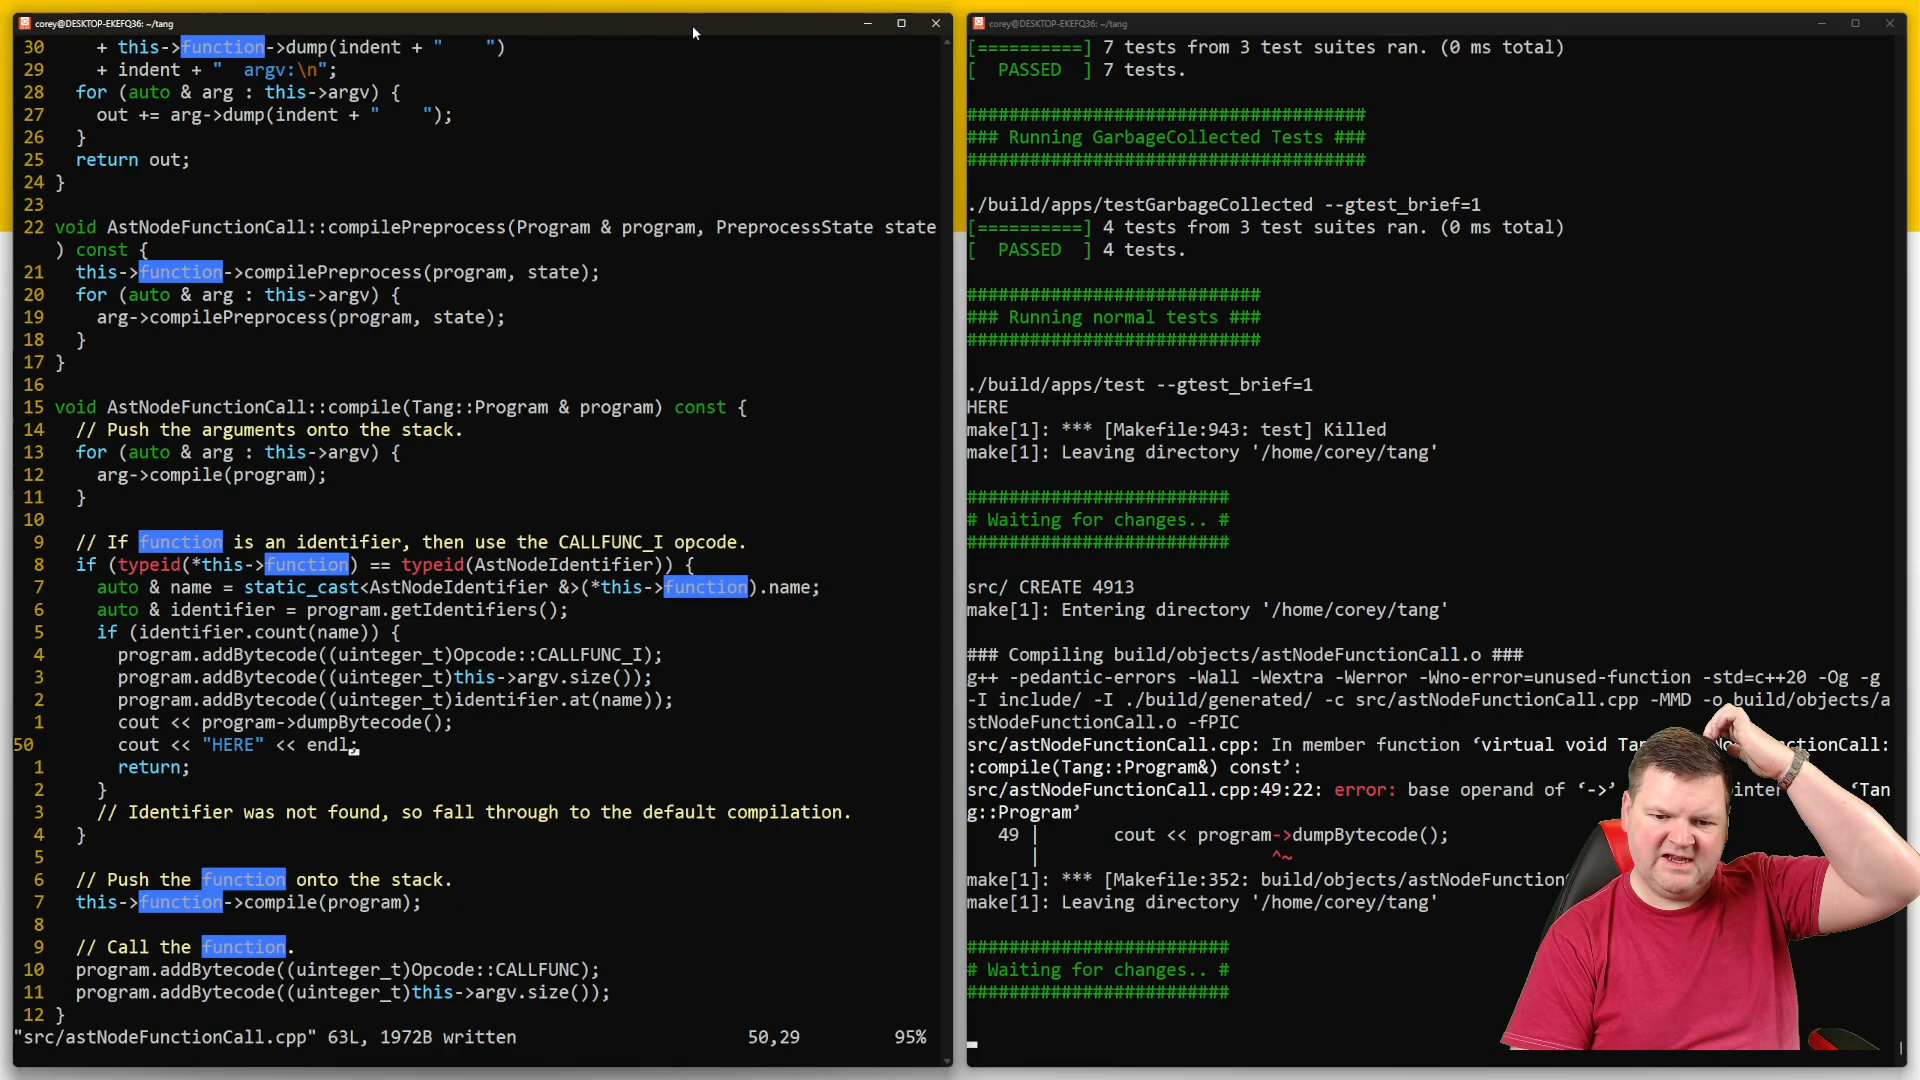 corey@DESKTOP-EKEFQ36: ~/tang
30 + this->function->dump(indent + "    ")
29 + indent + "  argv:\n";
28 for (auto & arg : this->argv) {
27 out += arg->dump(indent + "    ");
26 }
25 return out;
24 }
23
22 void AstNodeFunctionCall::compilePreprocess(Program & program, PreprocessState state
) const {
21 this->function->compilePreprocess(program, state);
20 for (auto & arg : this->argv) {
19 arg->compilePreprocess(program, state);
18 }
17 }
16
15 void AstNodeFunctionCall::compile(Tang::Program & program) const {
14 // Push the arguments onto the stack.
13 for (auto & arg : this->argv) {
12 arg->compile(program);
11 }
10
9 // If function is an identifier, then use the CALLFUNC_I opcode.
8 if (typeid(*this->function) == typeid(AstNodeIdentifier)) {
7 auto & name = static_cast<AstNodeIdentifier &>(*this->function).name;
6 auto & identifier = program.getIdentifiers();
5 if (identifier.count(name)) {
4 program.addBytecode((uinteger_t)Opcode::CALLFUNC_I);
3 program.addBytecode((uinteger_t)this->argv.size());
2 program.addBytecode((uinteger_t)identifier.at(name));
1 cout << program->dumpBytecode();
50 cout << "HERE" << endl;
1 return;
2 }
3 // Identifier was not found, so fall through to the default compilation.
4 }
5
6 // Push the function onto the stack.
7 this->function->compile(program);
8
9 // Call the function.
10 program.addBytecode((uinteger_t)Opcode::CALLFUNC);
11 program.addBytecode((uinteger_t)this->argv.size());
12 }
"src/astNodeFunctionCall.cpp" 63L, 1972B written 50,29 95%
corey@DESKTOP-EKEFQ36: ~/tang
[==========] 7 tests from 3 test suites ran. (0 ms total)
[  PASSED  ] 7 tests.
######################################
### Running GarbageCollected Tests ###
######################################
./build/apps/testGarbageCollected --gtest_brief=1
[==========] 4 tests from 3 test suites ran. (0 ms total)
[  PASSED  ] 4 tests.
############################
### Running normal tests ###
############################
./build/apps/test --gtest_brief=1
HERE
make[1]: *** [Makefile:943: test] Killed
make[1]: Leaving directory '/home/corey/tang'
#########################
# Waiting for changes.. #
#########################
src/ CREATE 4913
make[1]: Entering directory '/home/corey/tang'
### Compiling build/objects/astNodeFunctionCall.o ###
g++ -pedantic-errors -Wall -Wextra -Werror -Wno-error=unused-function -std=c++20 -Og -g
-I include/ -I ./build/generated/ -c src/astNodeFunctionCall.cpp -MMD -o build/objects/a
stNodeFunctionCall.o -fPIC
src/astNodeFunctionCall.cpp: In member function ‘virtual void ctionCall:
:compile(Tang::Program&) const’:
src/astNodeFunctionCall.cpp:49:22: error: base operand of ‘->’ ‘Tan
g::Program’
49 | cout << program->dumpBytecode();
| ^~
make[1]: *** [Makefile:352: build/objects/astNodeFunction
make[1]: Leaving directory '/home/corey/tang'
#########################
# Waiting for changes.. #
#########################